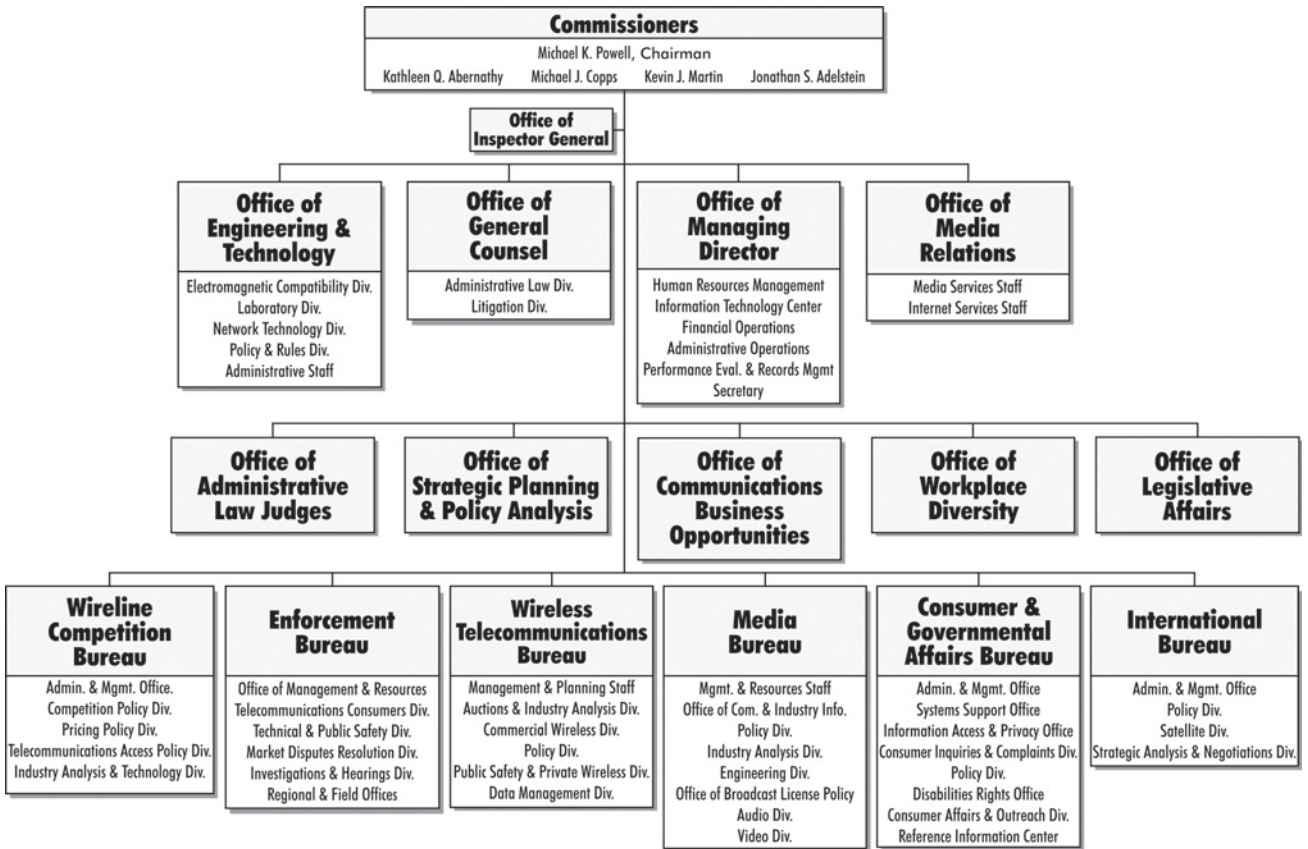 Commissioners
Michael K. Powell, Chairman
Kathleen Q. Abernathy Michael J. Copps Kevin J. Martin Jonathan S. Adelstein
Office of
Inspector General
Office of
Engineering &
Technology
Electromagnetic Compatibility Div.
Laboratory Div.
Network Technology Div.
Policy & Rules Div.
Administrative Staff
Office of
General
Counsel
Administrative Law Div.
Litigation Div.
Office of
Managing
Director
Human Resources Management
Information Technology Center
Financial Operations
Administrative Operations
Performance Eval. & Records Mgmt
Secretary
Office of
Media
Relations
Media Services Staff
Internet Services Staff
Office of
Administrative
Law Judges
Office of
Strategic Planning
& Policy Analysis
Office of
Communications
Business
Opportunities
Office of
Workplace
Diversity
Office of
Legislative
Affairs
Wireline
Competition
Bureau
Admin. & Mgmt. Office.
Competition Policy Div.
Pricing Policy Div.
Telecommunications Access Policy Div.
Industry Analysis & Technology Div.
Enforcement
Bureau
Office of Management & Resources
Telecommunications Consumers Div.
Technical & Public Safety Div.
Market Disputes Resolution Div.
Investigations & Hearings Div.
Regional & Field Offices
Wireless
Telecommunications
Bureau
Management & Planning Staff
Auctions & Industry Analysis Div.
Commercial Wireless Div.
Policy Div.
Public Safety & Private Wireless Div.
Data Management Div.
Media
Bureau
Mgmt. & Resources Staff
Office of Com. & Industry Info.
Policy Div.
Industry Analysis Div.
Engineering Div.
Office of Broadcast License Policy
Audio Div.
Video Div.
Consumer &
Governmental
Affairs Bureau
Admin. & Mgmt. Office
Systems Support Office
Information Access & Privacy Office
Consumer Inquiries & Complaints Div.
Policy Div.
Disabilities Rights Office
Consumer Affairs & Outreach Div.
Reference Information Center
International
Bureau
Admin. & Mgmt. Office
Policy Div.
Satellite Div.
Strategic Analysis & Negotiations Div.